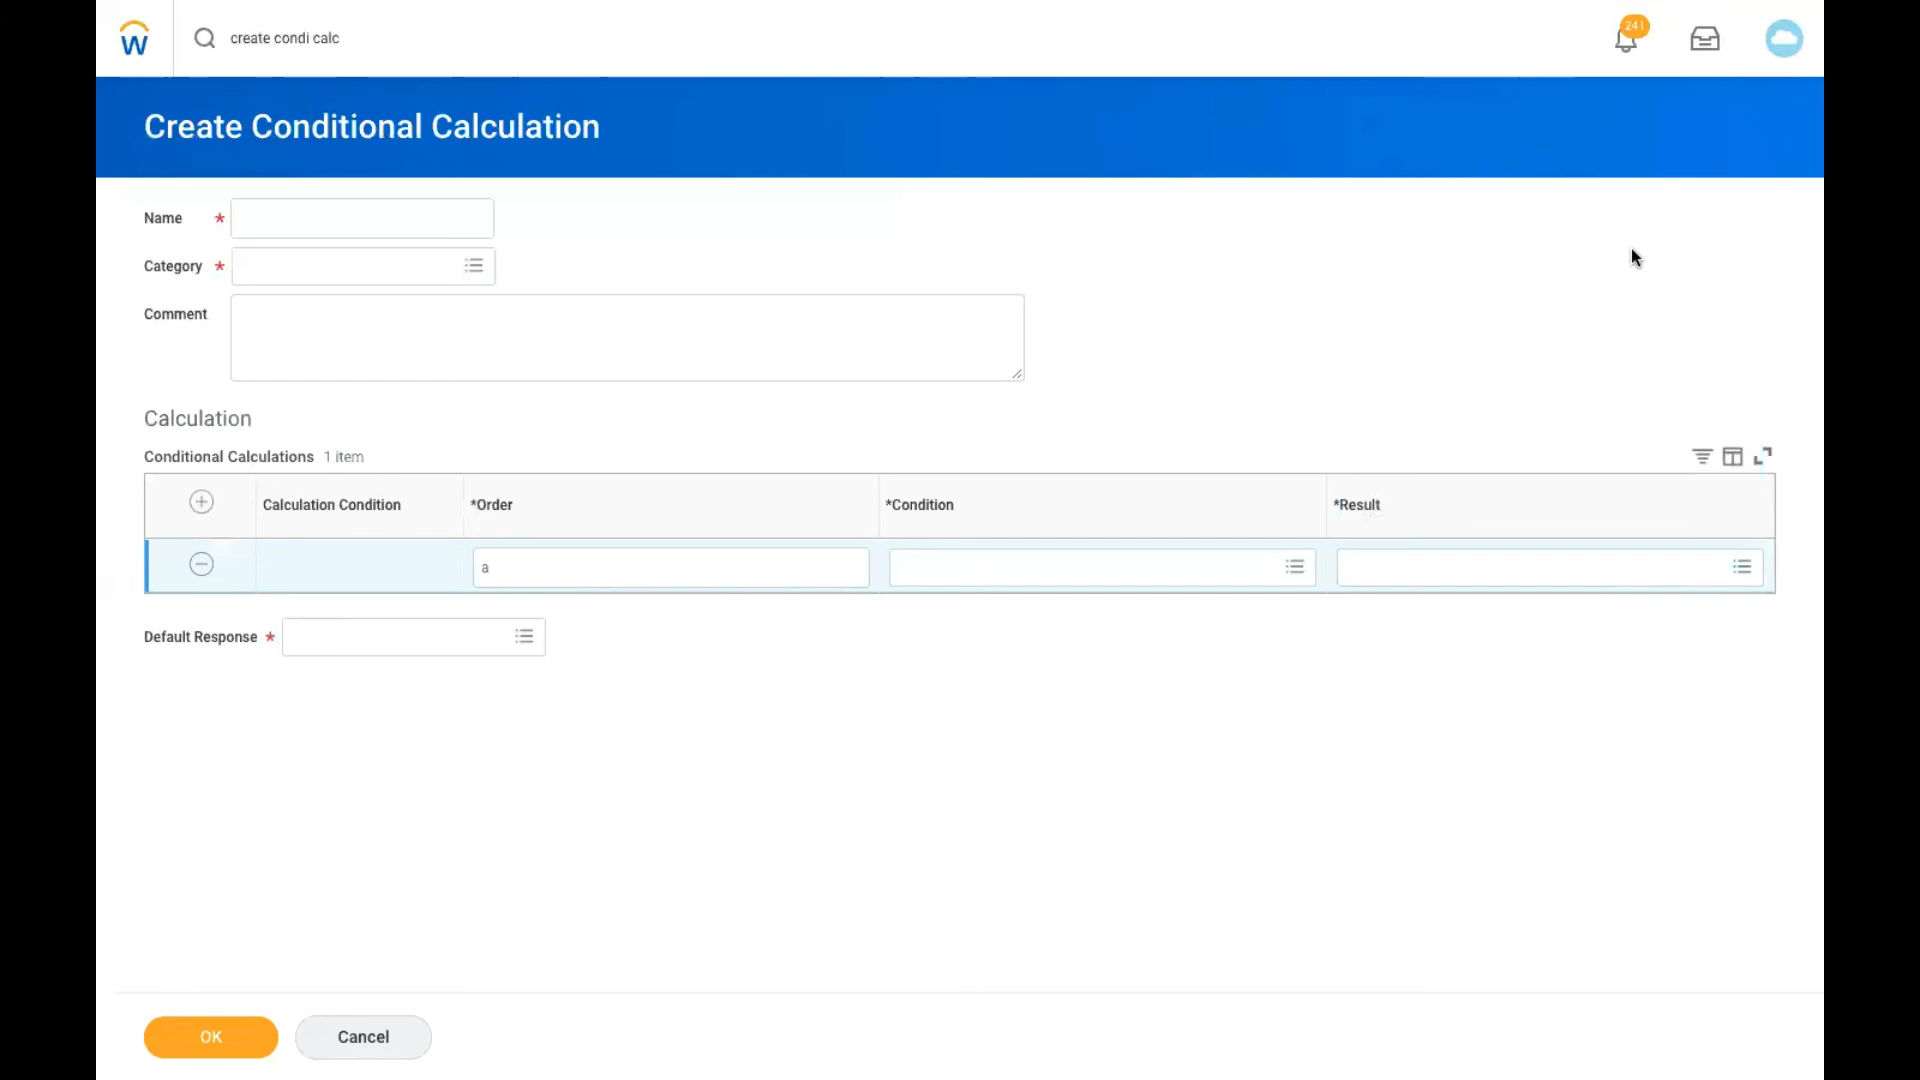 W
create condi calc
241
Create Conditional Calculation
Name *
Category *
Comment
Calculation
Conditional Calculations 1 item
Calculation Condition *Order *Condition *Result
a
Default Response *
OK Cancel